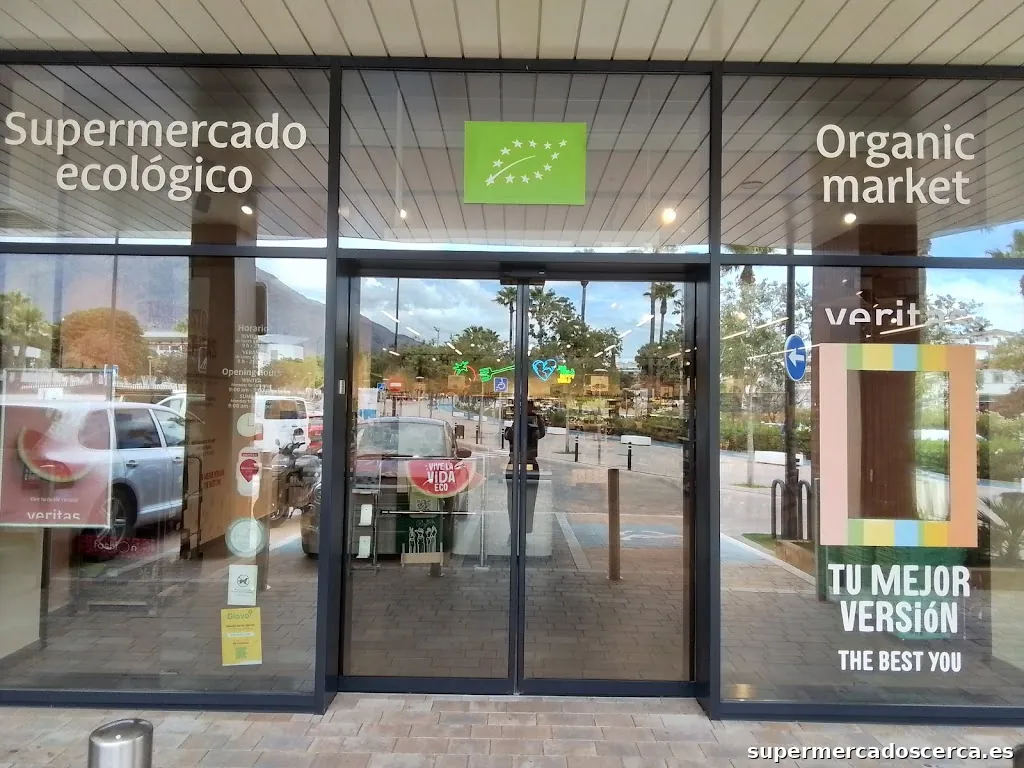 Supermercado
ecológico
Organic
market
veritas
Horario
Opening
VIVE LA
VIDA
ECO
veritas
Glovo
TU MEJOR
VERSIóN
THE BEST YOU
supermercadoscerca.es